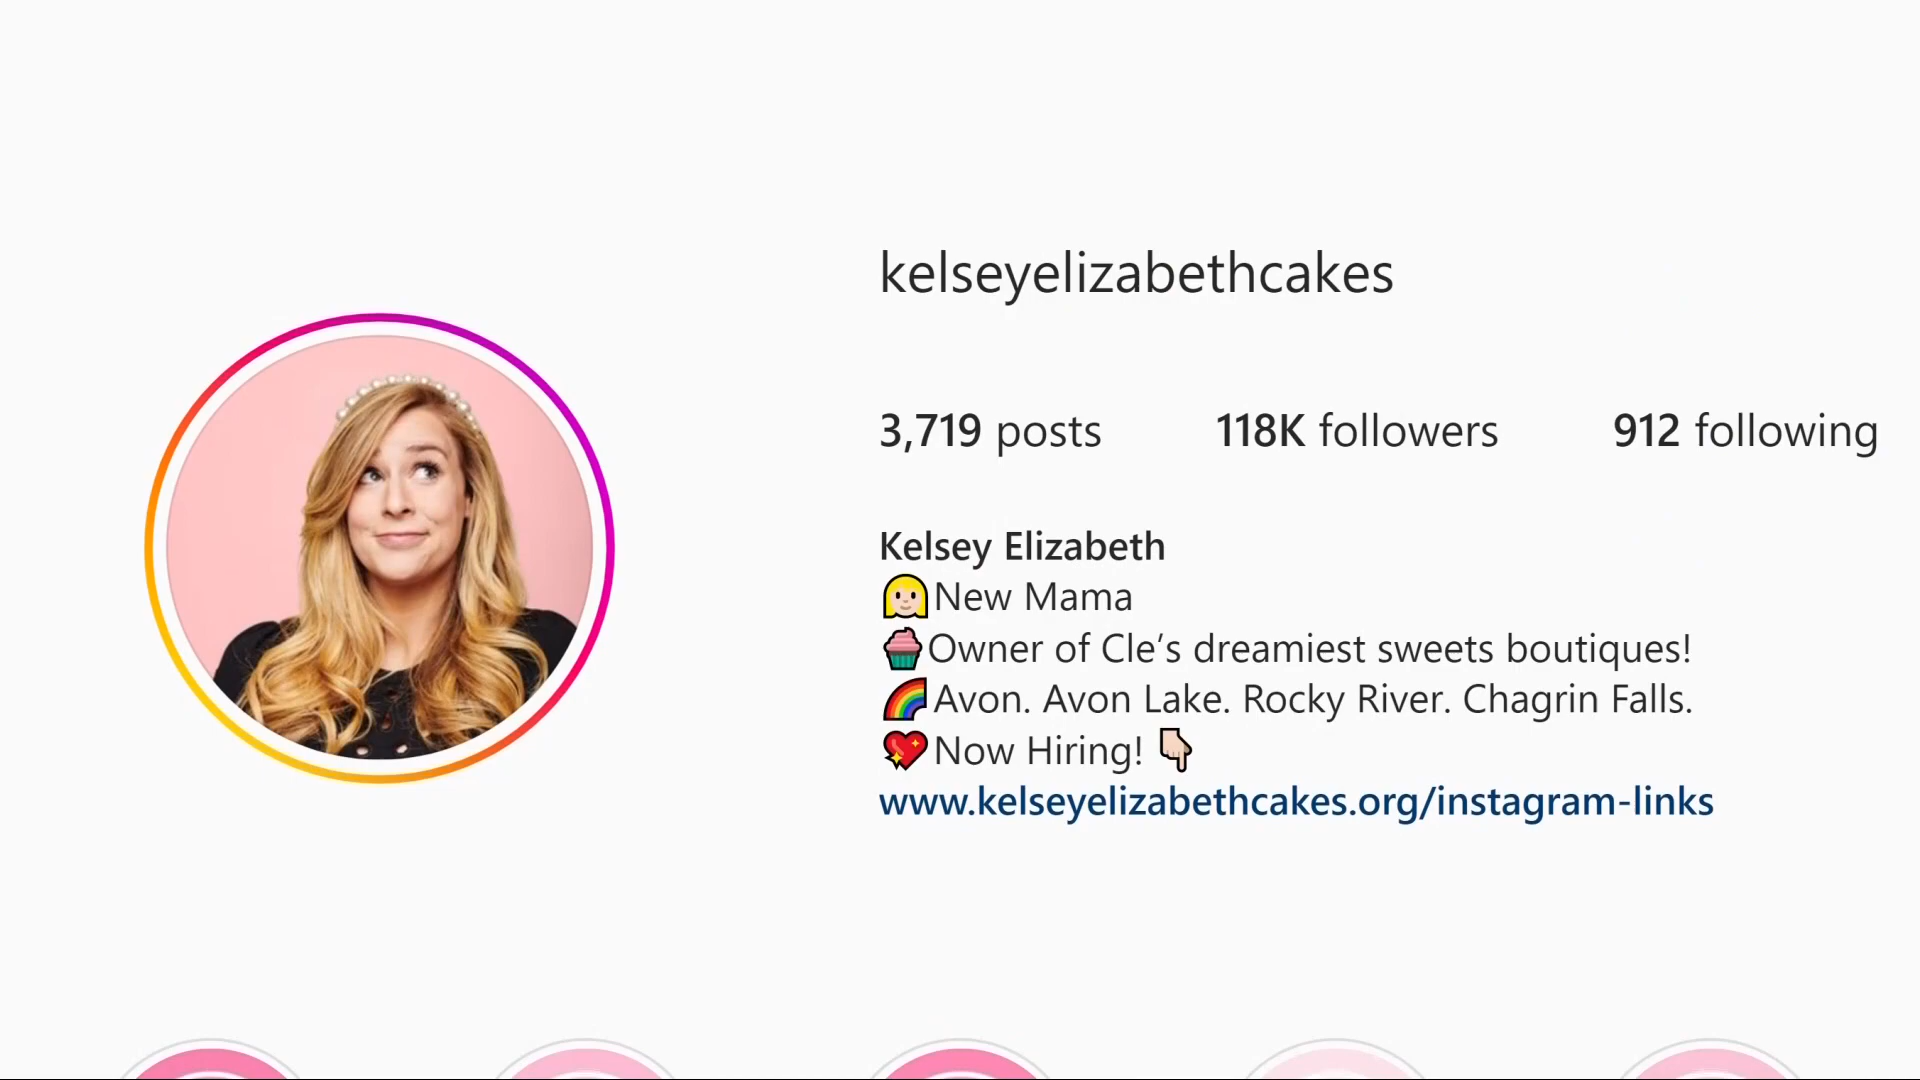 kelseyelizabethcakes
3,719 posts 118K followers 912 following
Kelsey Elizabeth
👱🏻‍♀️New Mama
🧁Owner of Cle’s dreamiest sweets boutiques!
🌈Avon. Avon Lake. Rocky River. Chagrin Falls.
💖Now Hiring! 👇🏻
www.kelseyelizabethcakes.org/instagram-links